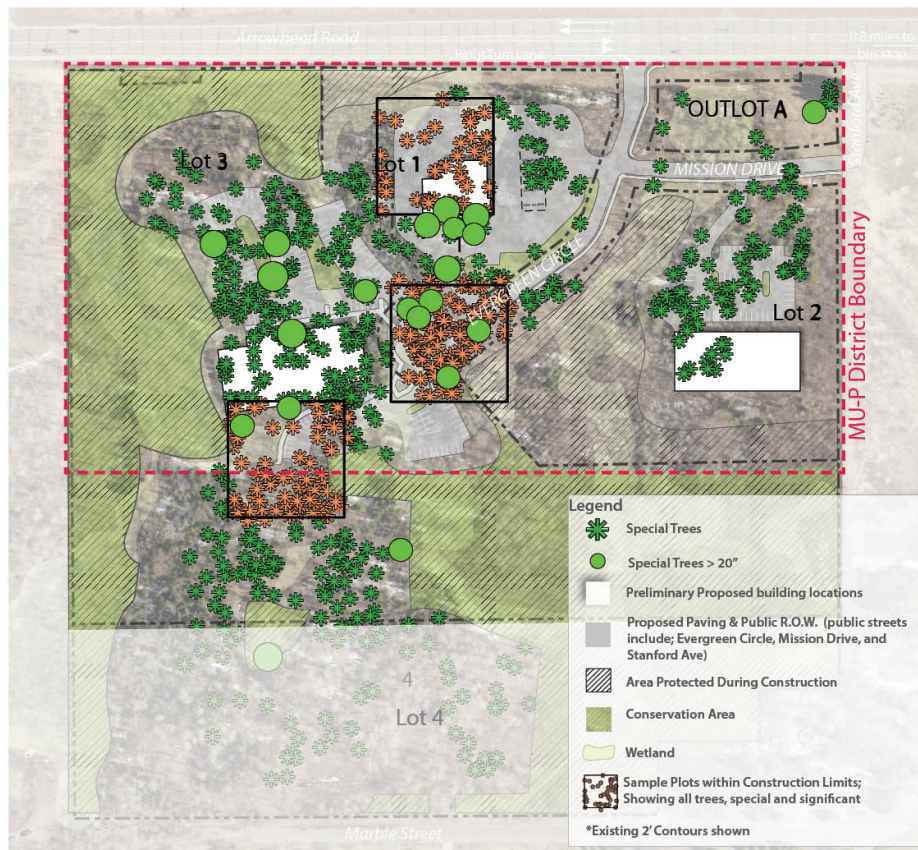 Arrowhead Road
0.8 miles to
bus stop
Right Turn Lane
OUTLOT A
Stanford Ave
Lot 3
Lot 1
MISSION DRIVE
EVERGREEN CIRCLE
Lot 2
MU-P District Boundary
4
Lot 4
Marble Street
Legend
Special Trees
Special Trees > 20"
Preliminary Proposed building locations
Proposed Paving & Public R.O.W. (public streets
include; Evergreen Circle, Mission Drive, and
Stanford Ave)
Area Protected During Construction
Conservation Area
Wetland
Sample Plots within Construction Limits;
Showing all trees, special and significant
*Existing 2' Contours shown